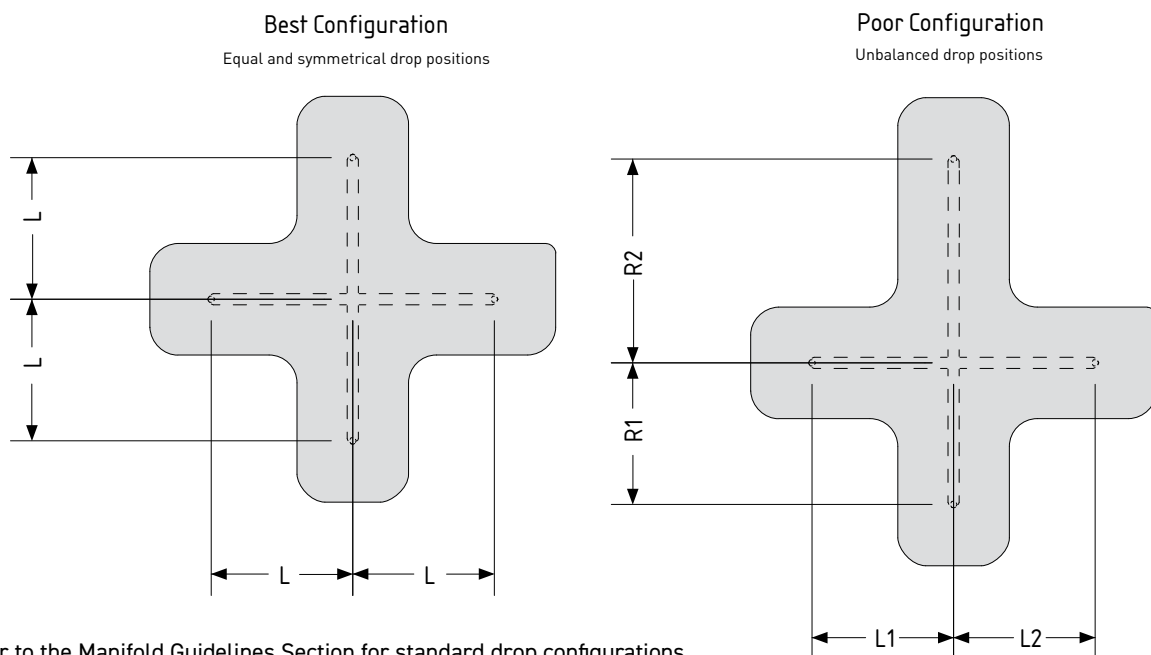 Best Configuration
Equal and symmetrical drop positions
Poor Configuration
Unbalanced drop positions
L
L
L
L
R2
R1
L1
L2
to the Manifold Guidelines Section for standard drop configurations